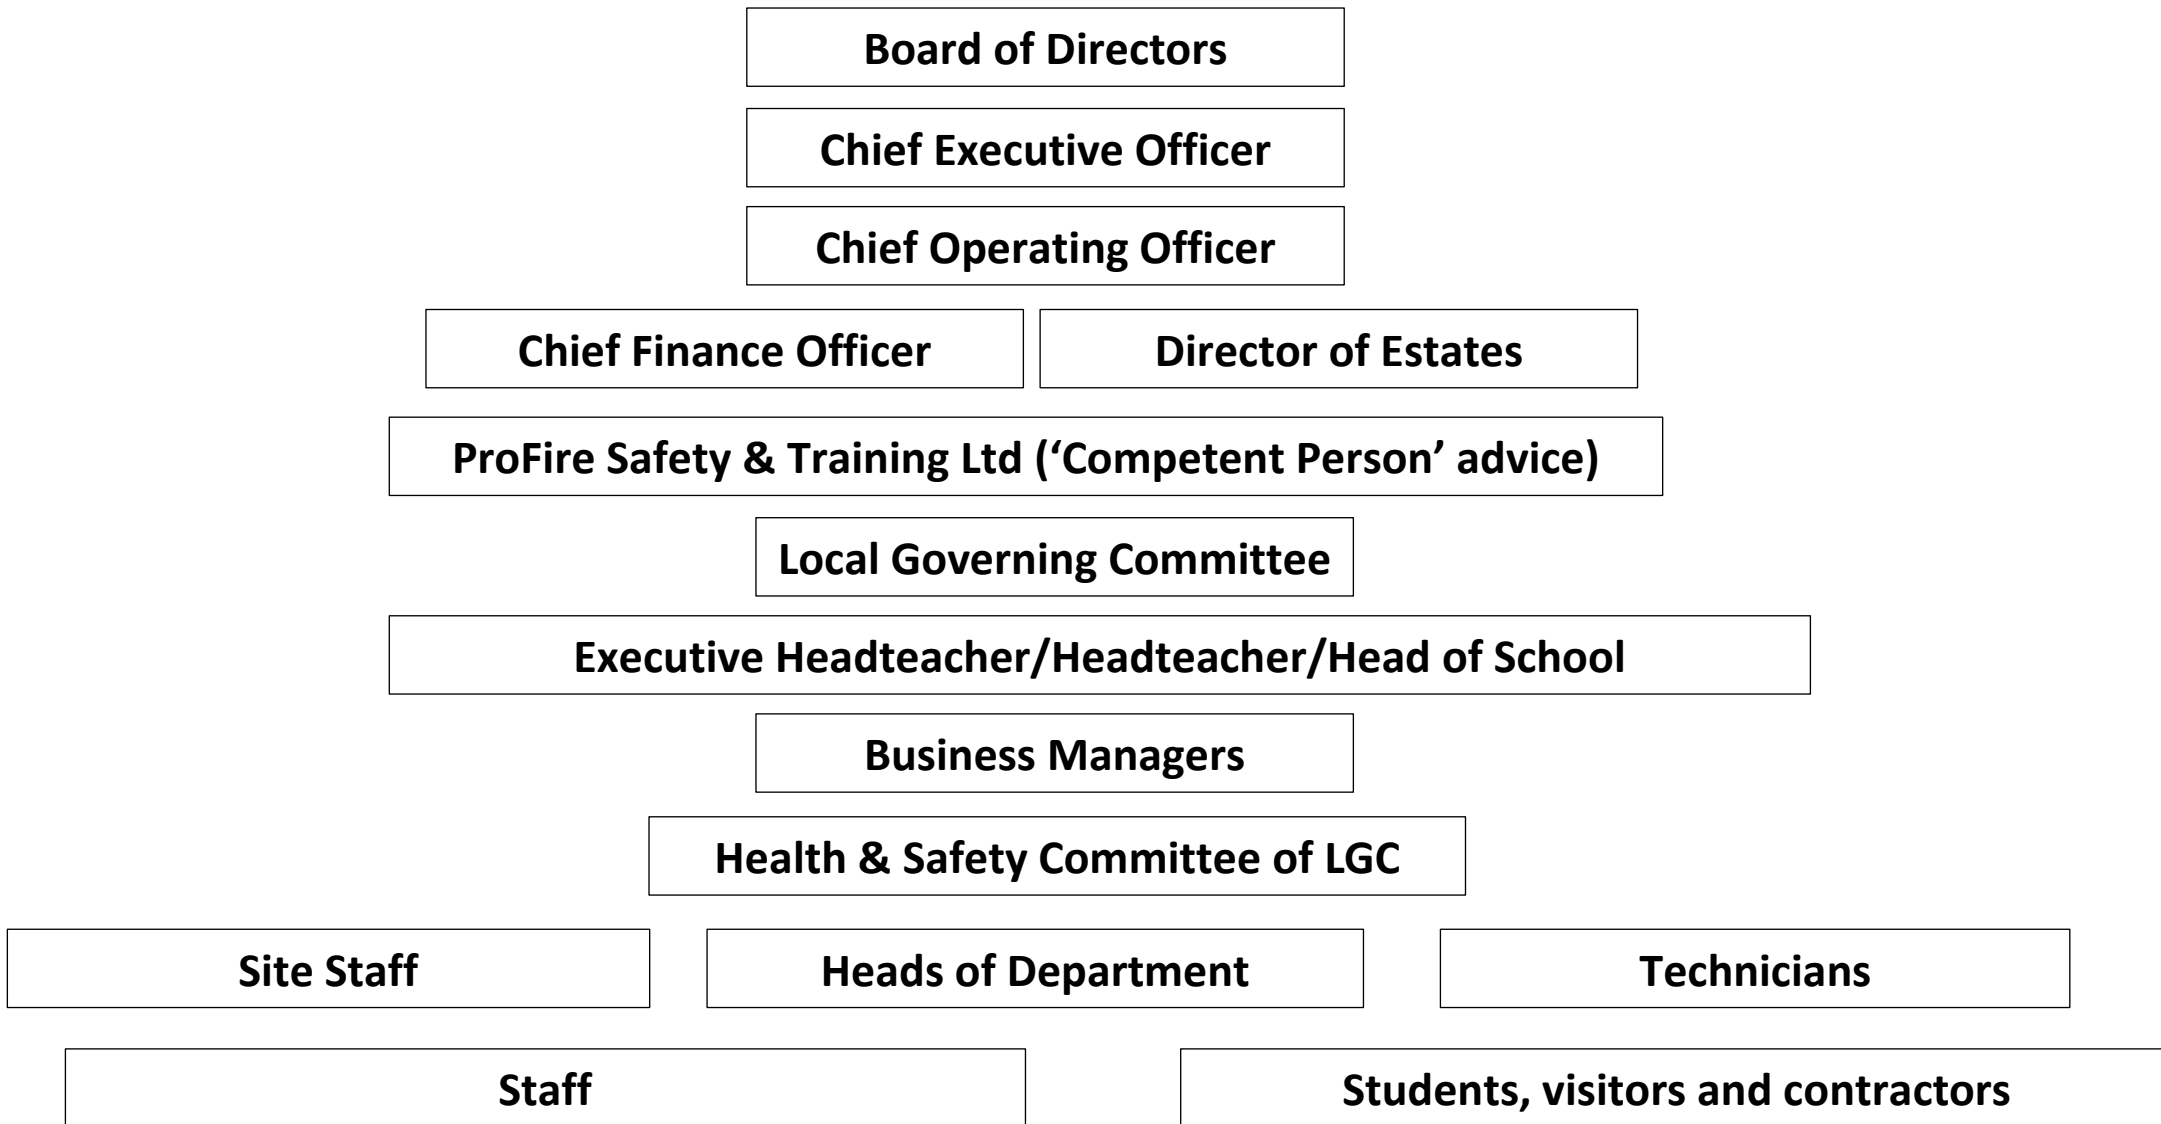 Board of Directors
Chief Executive Officer
Chief Operating Officer
Chief Finance Officer
Director of Estates
ProFire Safety & Training Ltd (‘Competent Person’ advice)
Local Governing Committee
Executive Headteacher/Headteacher/Head of School
Business Managers
Health & Safety Committee of LGC
Site Staff
Heads of Department
Technicians
Staff
Students, visitors and contractors